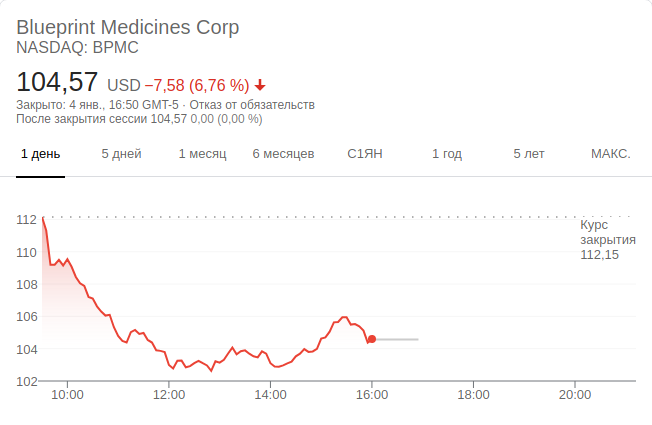 Blueprint Medicines Corp
NASDAQ: BPMC
104,57 USD −7,58 (6,76 %)
Закрыто: 4 янв., 16:50 GMT-5 · Отказ от обязательств
После закрытия сессии 104,57 0,00 (0,00 %)
1 день 5 дней 1 месяц 6 месяцев С1ЯН 1 год 5 лет МАКС.
112
Курс
закрытия
112,15
110
108
106
104
102
10:00 12:00 14:00 16:00 18:00 20:00